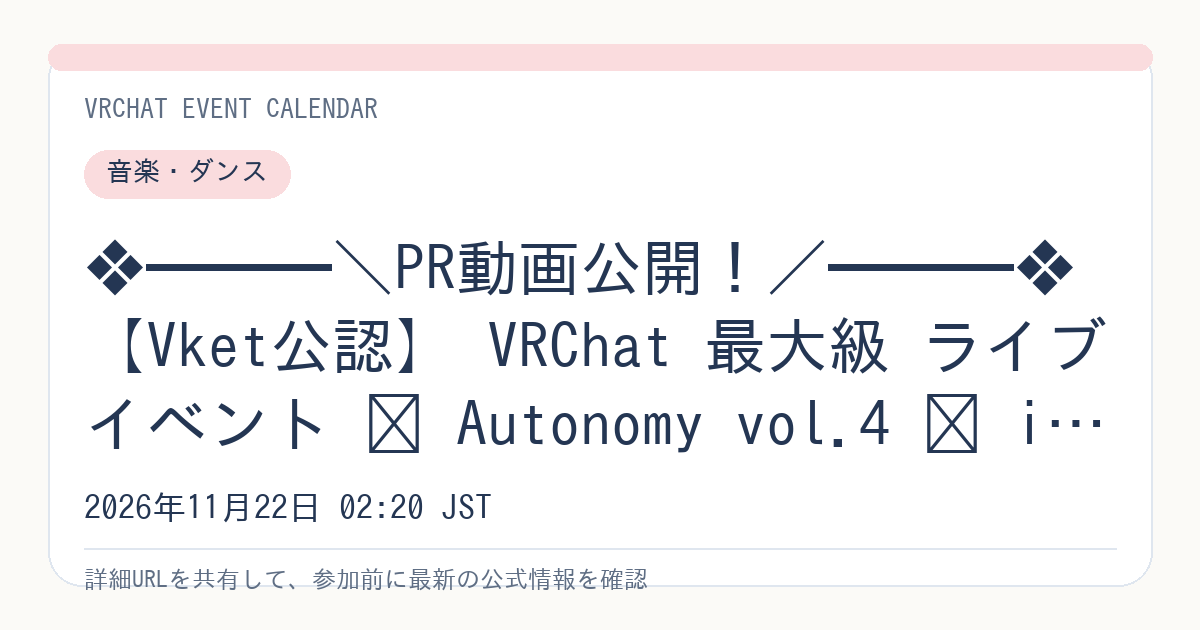 VRCHAT EVENT CALENDAR
音楽・ダンス
❖━━━＼PR動画公開！／━━━❖
【Vket公認】 VRChat 最大級 ライブ
イベント Autonomy vol.4 i…
2026年11月22日 02:20 JST
詳細URLを共有して、参加前に最新の公式情報を確認